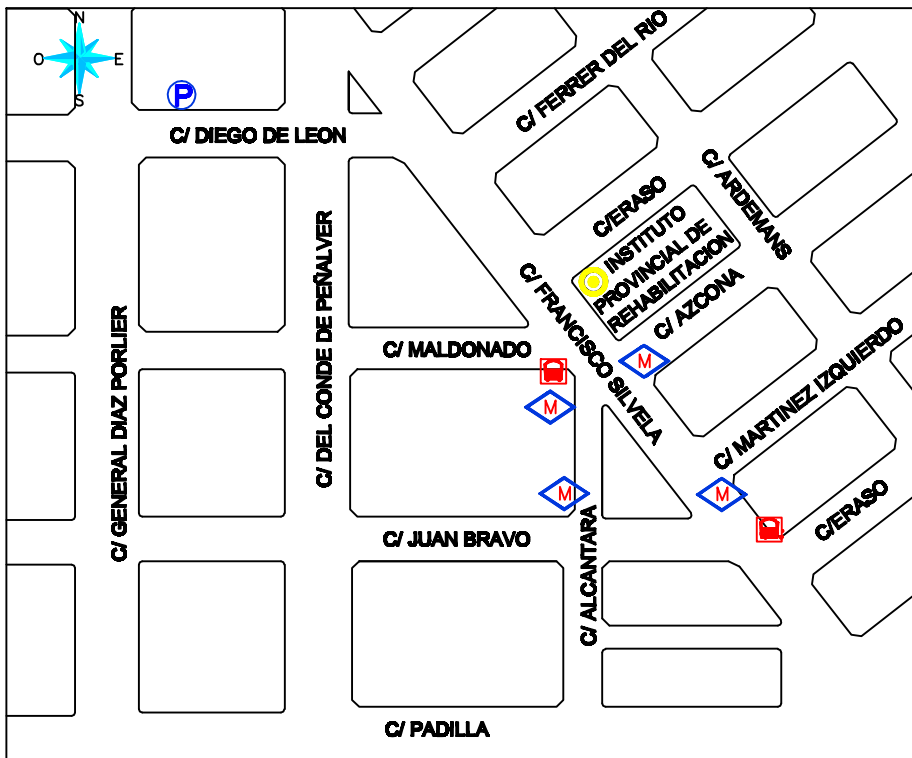 N
O
E
S
P
C/ FERRER DEL RIO
C/ DIEGO DE LEON
C/ ARDEMANS
C/ERASO
INSTITUTO
PROVINCIAL DE
REHABILITACION
C/ AZCONA
C/ FRANCISCO SILVELA
C/ DEL CONDE DE PEÑALVER
C/ GENERAL DIAZ PORLIER
C/ MALDONADO
M
M
C/ MARTINEZ IZQUIERDO
M
M
C/ERASO
C/ JUAN BRAVO
C/ ALCANTARA
C/ PADILLA